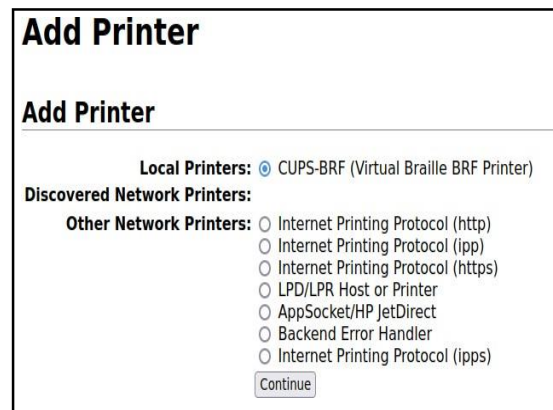 Add Printer
Add Printer
Local Printers: CUPS-BRF (Virtual Braille BRF Printer)
Discovered Network Printers:
Other Network Printers: Internet Printing Protocol (http)
Internet Printing Protocol (ipp)
Internet Printing Protocol (https)
LPD/LPR Host or Printer
AppSocket/HP JetDirect
Backend Error Handler
Internet Printing Protocol (ipps)
Continue